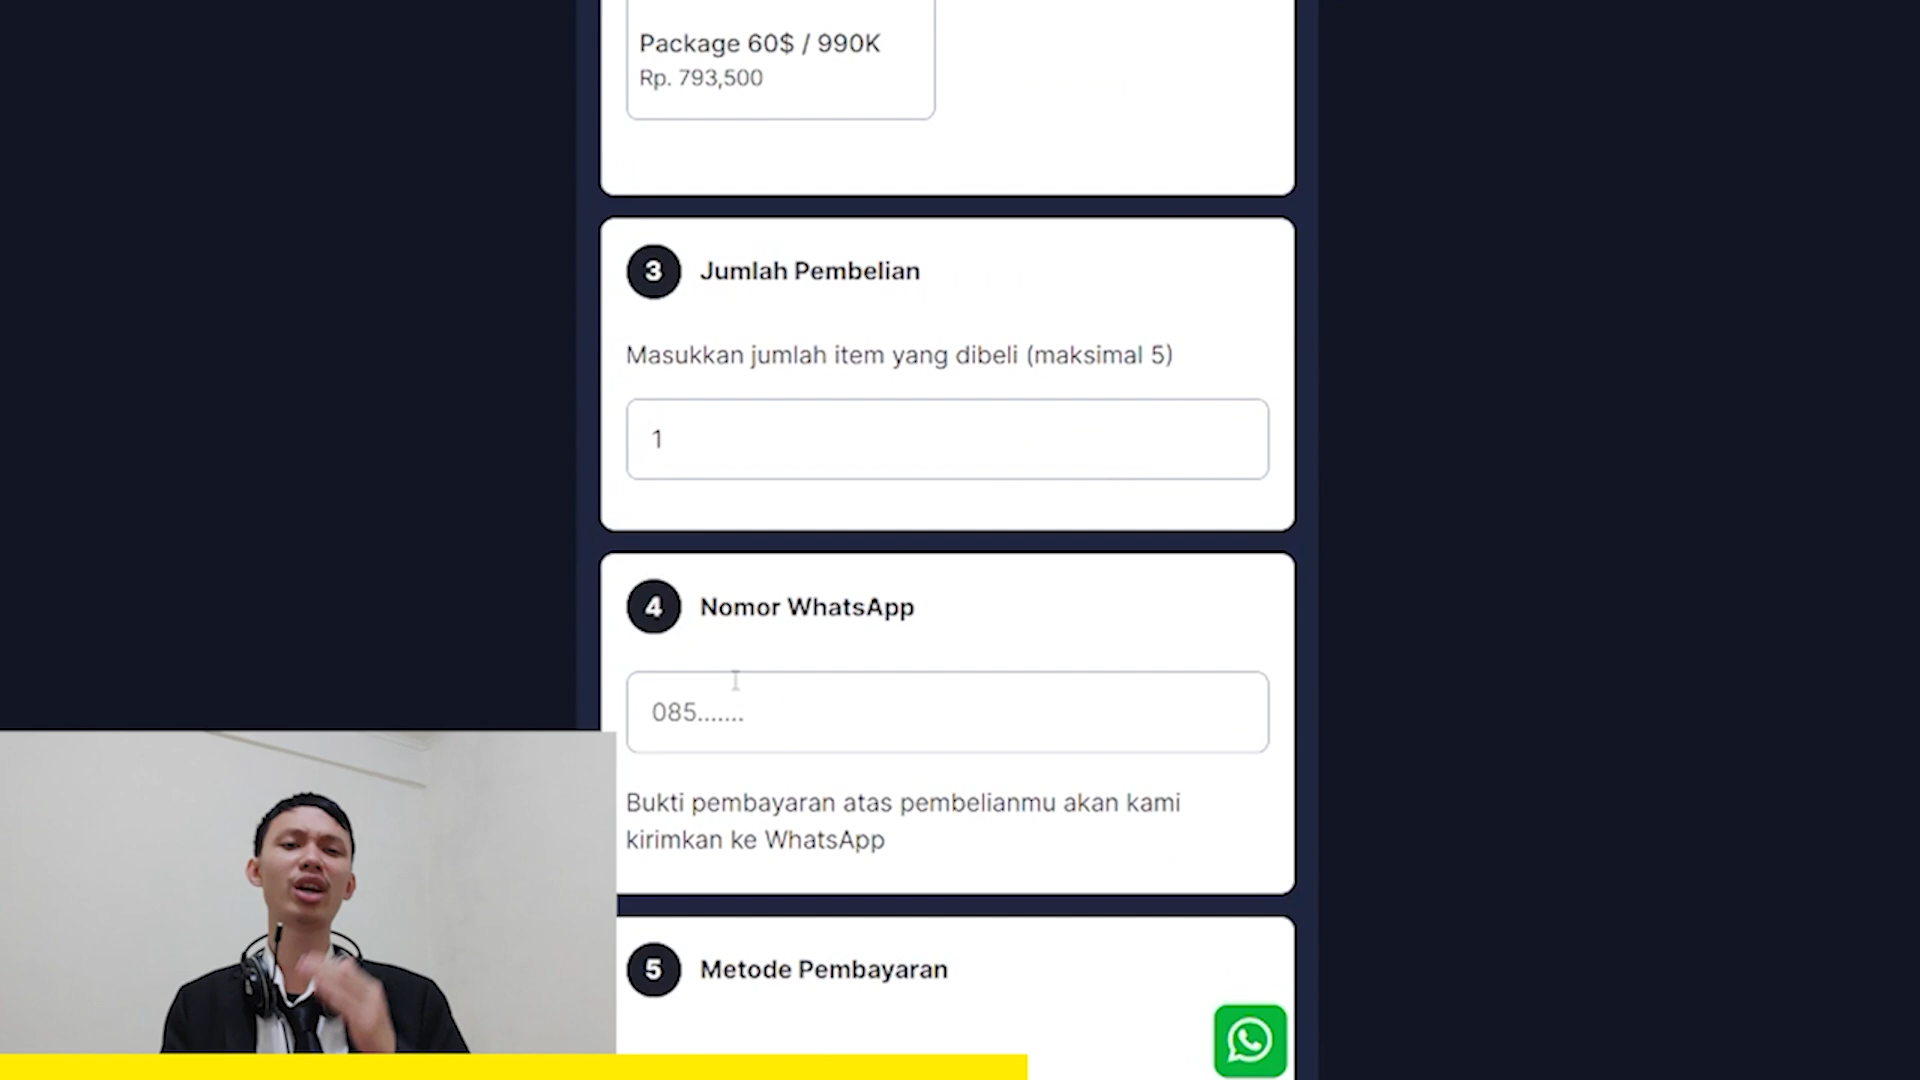 Package 60$ / 990K
Rp. 793,500
3 Jumlah Pembelian
Masukkan jumlah item yang dibeli (maksimal 5)
1
4 Nomor WhatsApp
085.......
Bukti pembayaran atas pembelianmu akan kami
kirimkan ke WhatsApp
5 Metode Pembayaran